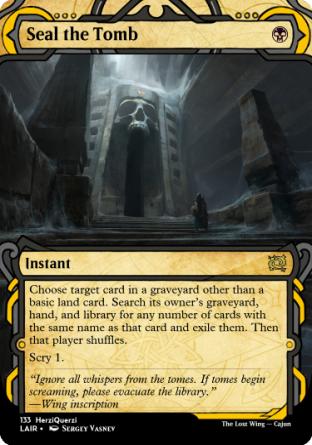 Seal the Tomb
Instant
Choose target card in a graveyard other than a
basic land card. Search its owner's graveyard,
hand, and library for any number of cards with
the same name as that card and exile them. Then
that player shuffles.
Scry 1.
"Ignore all whispers from the tomes. If tomes begin
screaming, please evacuate the library."
—Wing inscription
133 HerziQuerzi
The Lost Wing — Cajun
LAIR • Sergey Vasnev